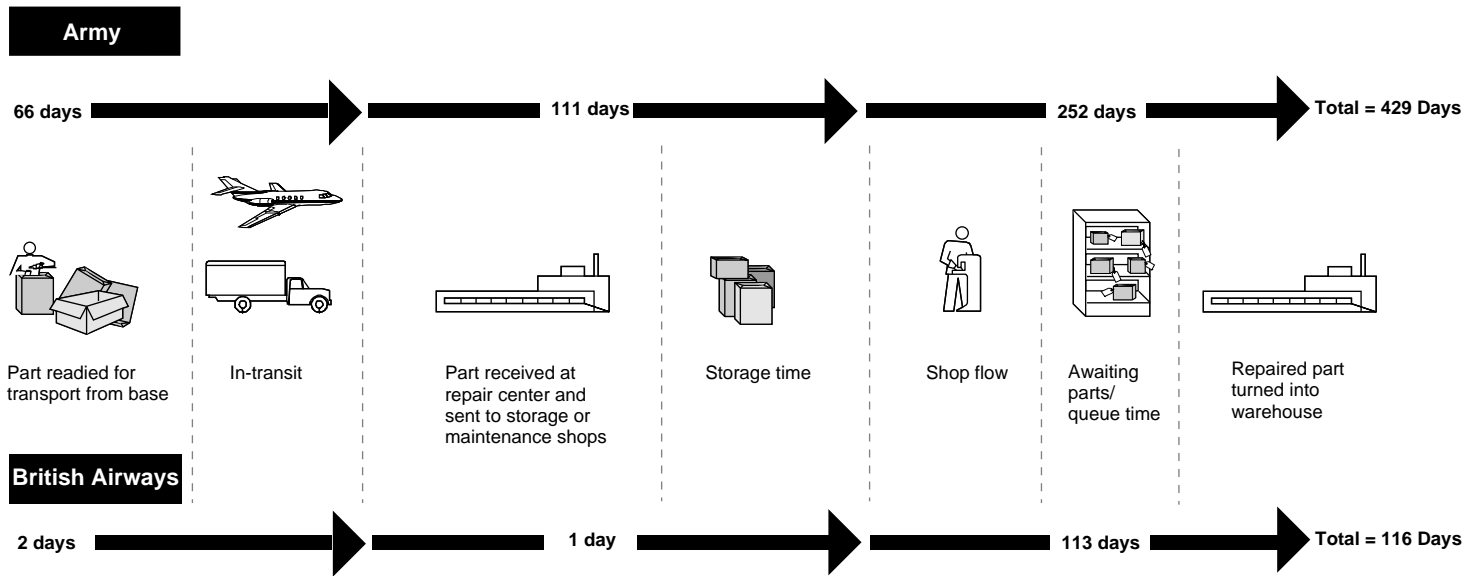 Army
66 days
111 days
252 days
Total = 429 Days
Part readied for
transport from base
In-transit
Part received at
repair center and
sent to storage or
maintenance shops
Storage time
Shop flow
Awaiting
parts/
queue time
Repaired part
turned into
warehouse
British Airways
2 days
1 day
113 days
Total = 116 Days